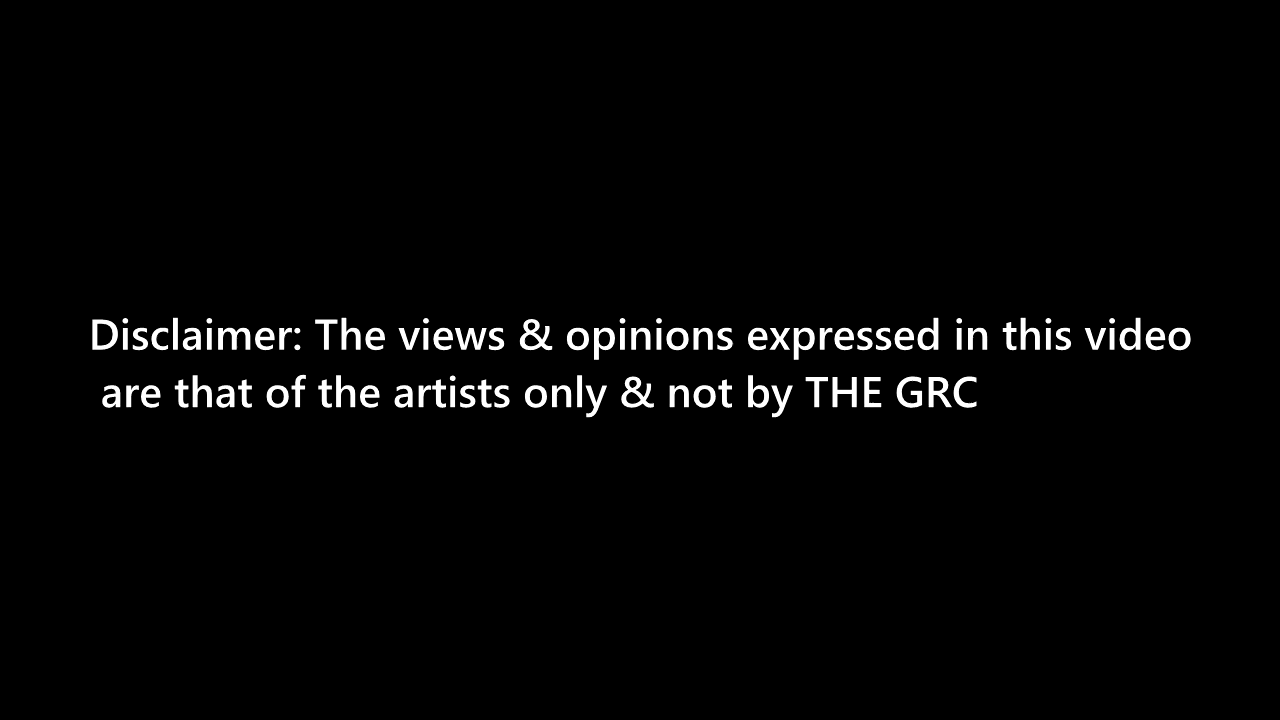 Disclaimer: The views & opinions expressed in this video
are that of the artists only & not by THE GRC